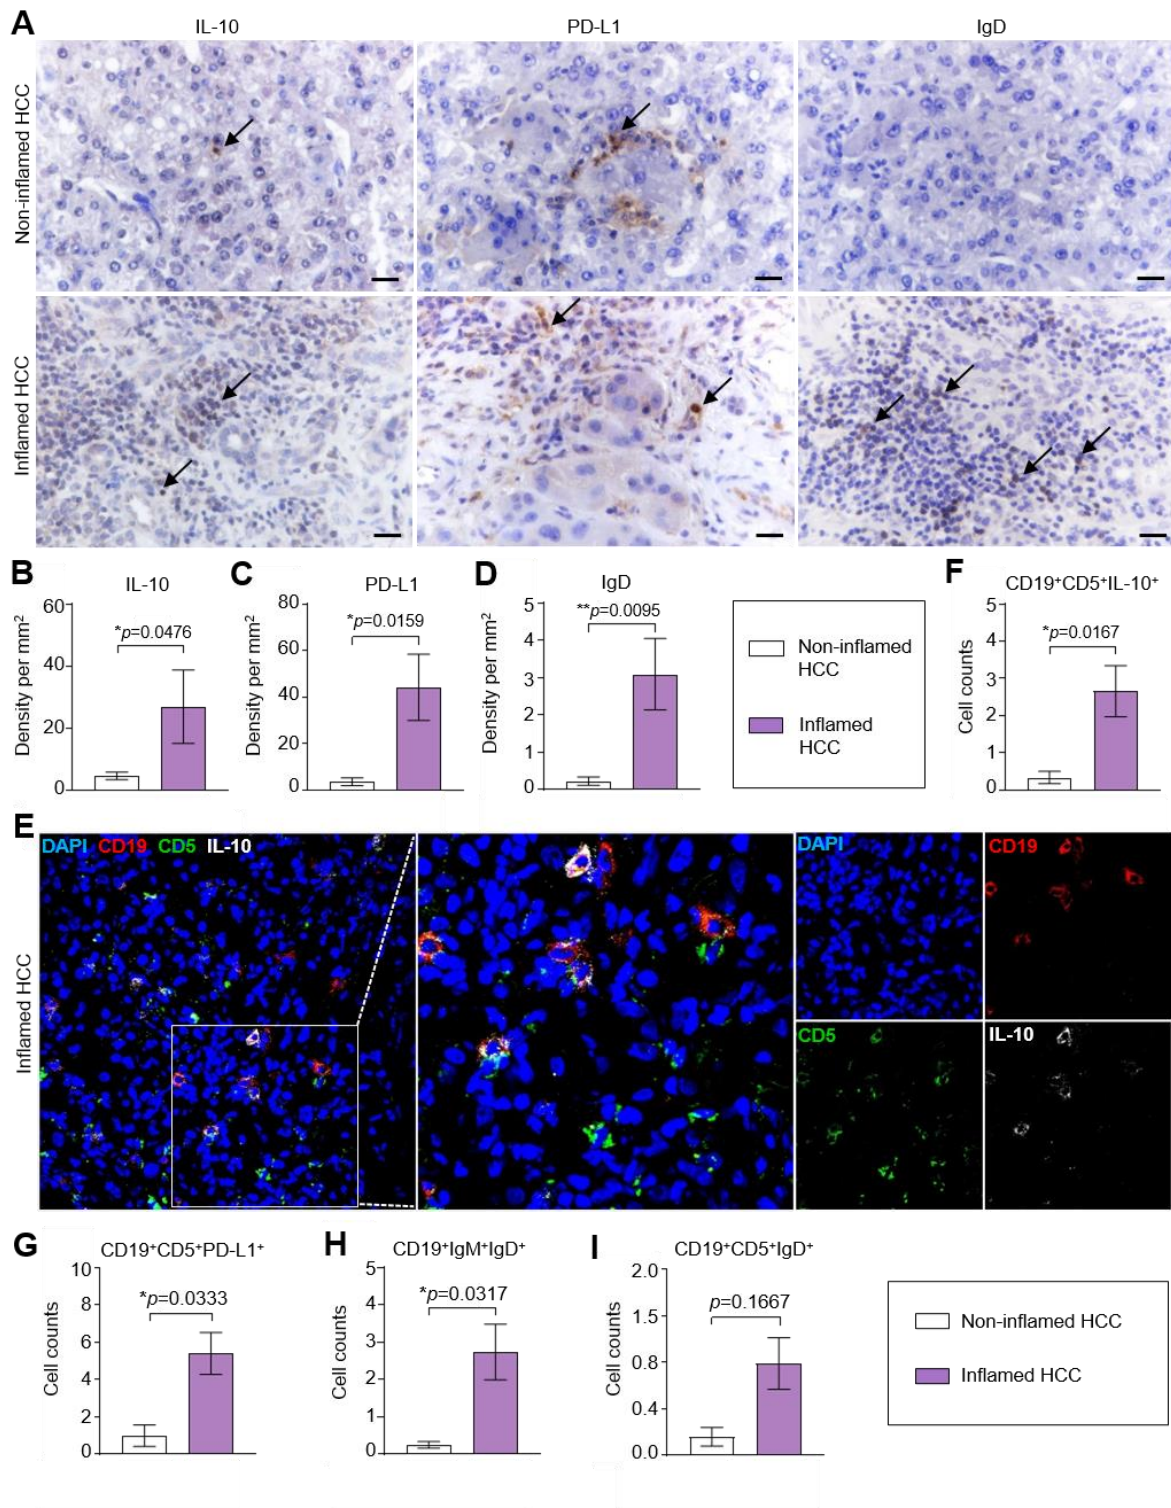 A
IL-10 PD-L1 IgD
Non-inflamed HCC
Inflamed HCC
B
IL-10
Density per mm²
60
40
20
0
*p=0.0476
C
PD-L1
Density per mm²
80
60
40
20
0
*p=0.0159
D
IgD
Density per mm²
5
4
3
2
1
0
**p=0.0095
Non-inflamed
HCC
Inflamed
HCC
F
CD19⁺CD5⁺IL-10⁺
Cell counts
5
4
3
2
1
0
*p=0.0167
E
Inflamed HCC
DAPI CD19 CD5 IL-10
DAPI
CD19
CD5
IL-10
G
CD19⁺CD5⁺PD-L1⁺
Cell counts
10
8
6
4
2
0
*p=0.0333
H
CD19⁺IgM⁺IgD⁺
Cell counts
5
4
3
2
1
0
*p=0.0317
I
CD19⁺CD5⁺IgD⁺
Cell counts
2.0
1.5
0.8
0.4
0.0
p=0.1667
Non-inflamed HCC
Inflamed HCC